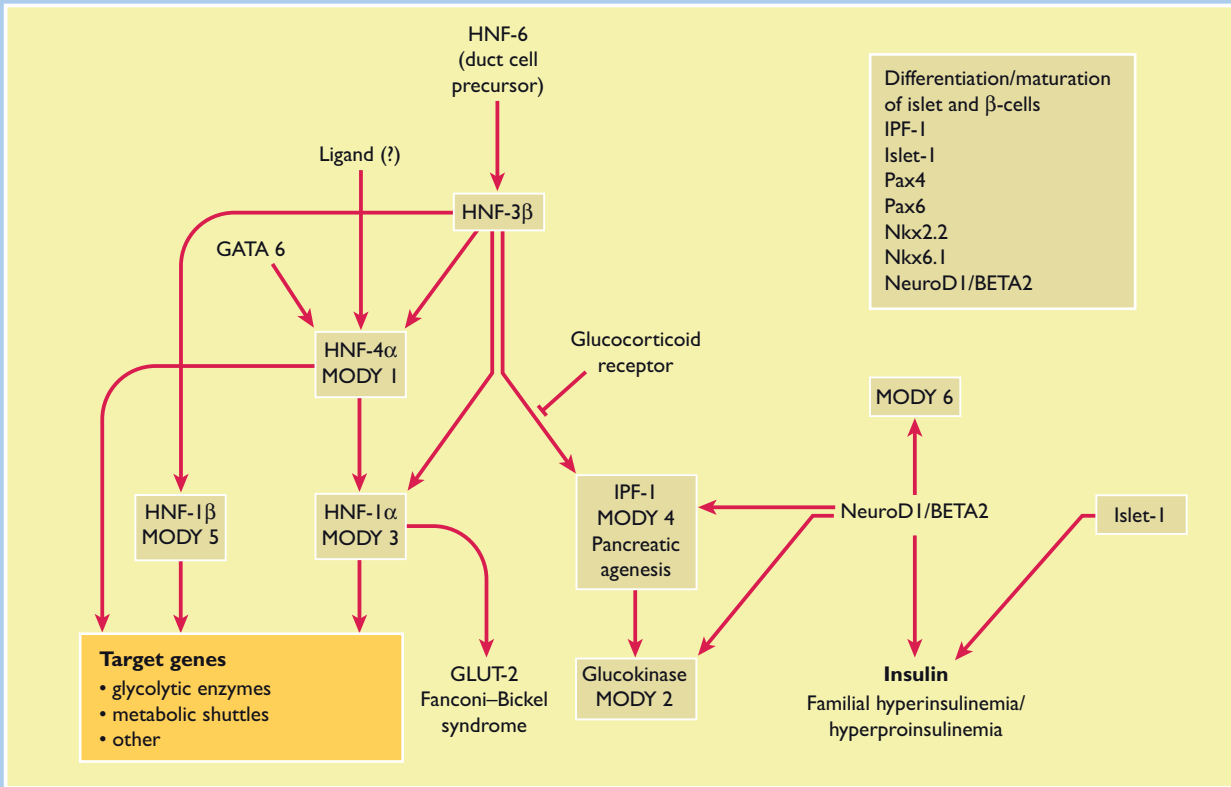 HNF-6
(duct cell
precursor)
Differentiation/maturation
of islet and β-cells
IPF-1
Islet-1
Pax4
Pax6
Nkx2.2
Nkx6.1
NeuroD1/BETA2
Ligand (?)
HNF-3β
GATA 6
HNF-4α
MODY 1
Glucocorticoid
receptor
MODY 6
HNF-1β
MODY 5
HNF-1α
MODY 3
IPF-1
MODY 4
Pancreatic
agenesis
NeuroD1/BETA2
Islet-1
Target genes
• glycolytic enzymes
• metabolic shuttles
• other
GLUT-2
Fanconi–Bickel
syndrome
Glucokinase
MODY 2
Insulin
Familial hyperinsulinemia/
hyperproinsulinemia